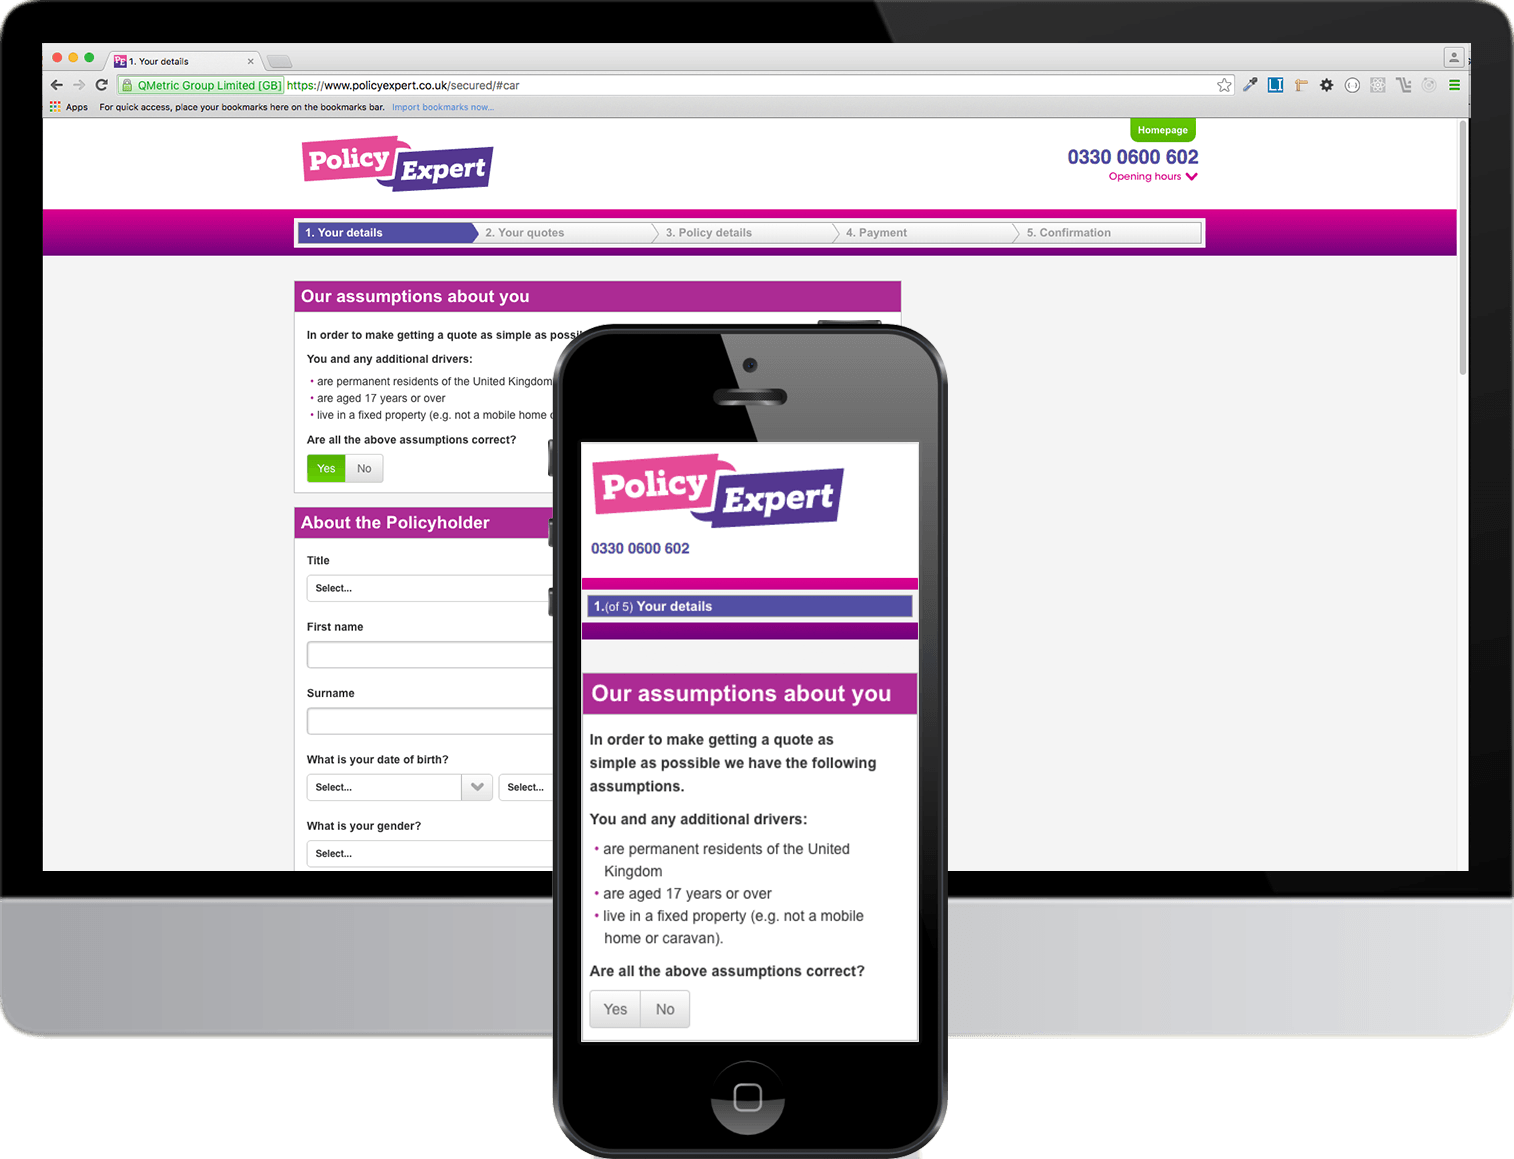 1. Your details
QMetric Group Limited [GB] https://www.policyexpert.co.uk/secured/#car
Apps For quick access, place your bookmarks here on the bookmarks bar. Import bookmarks now...
Homepage
Policy Expert
0330 0600 602
Opening hours
1. Your details 2. Your quotes 3. Policy details 4. Payment 5. Confirmation
Our assumptions about you
In order to make getting a quote as simple as
You and any additional drivers:
• are permanent residents of the United Kingdom
• are aged 17 years or over
• live in a fixed property (e.g. not a mobile home
Are all the above assumptions correct?
Yes No
About the Policyholder
Title
Select...
First name
Surname
What is your date of birth?
Select... Select...
What is your gender?
Select...
Policy Expert
0330 0600 602
1.(of 5) Your details
Our assumptions about you
In order to make getting a quote as
simple as possible we have the following
assumptions.
You and any additional drivers:
• are permanent residents of the United
Kingdom
• are aged 17 years or over
• live in a fixed property (e.g. not a mobile
home or caravan).
Are all the above assumptions correct?
Yes No